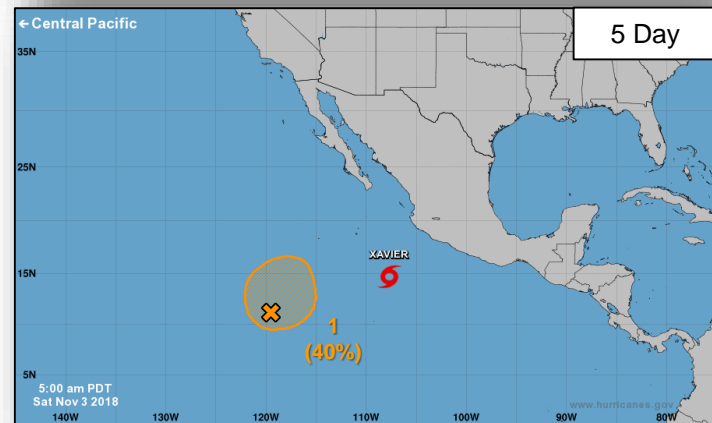 ← Central Pacific
5 Day
35N
25N
XAVIER
15N
1
(40%)
5N
5:00 am PDT
Sat Nov 3 2018
www.hurricanes.gov
140W 130W 120W 110W 100W 90W 80W